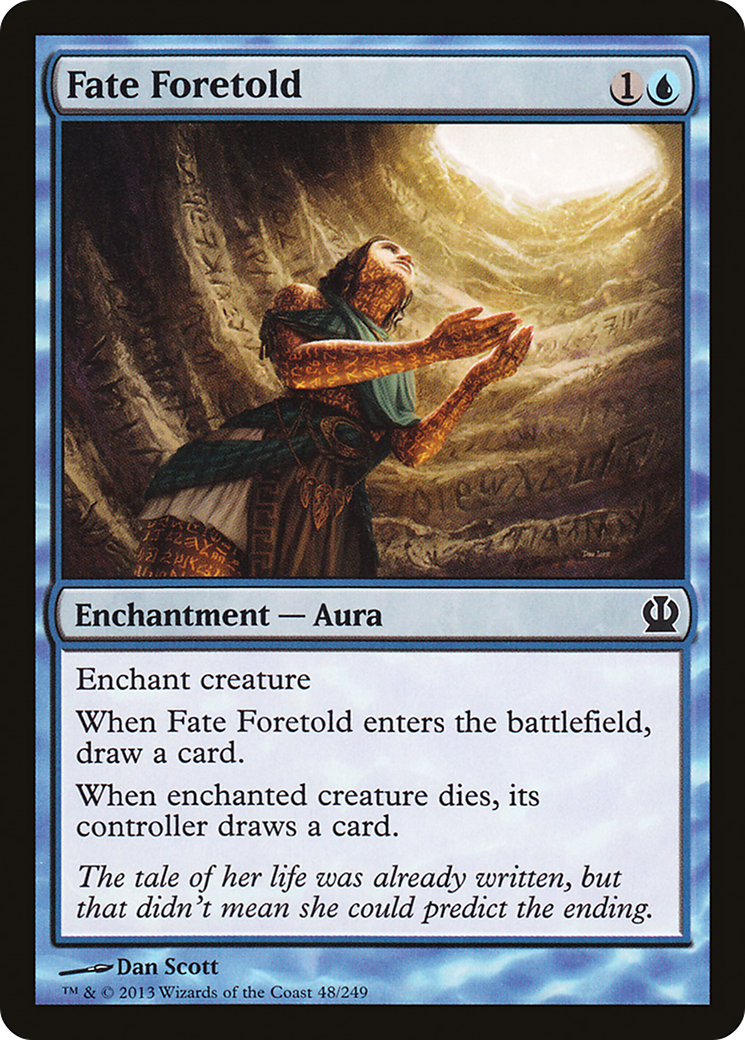 Fate Foretold
1
Enchantment — Aura
Enchant creature
When Fate Foretold enters the battlefield,
draw a card.
When enchanted creature dies, its
controller draws a card.
The tale of her life was already written, but
that didn't mean she could predict the ending.
Dan Scott
™ & © 2013 Wizards of the Coast 48/249